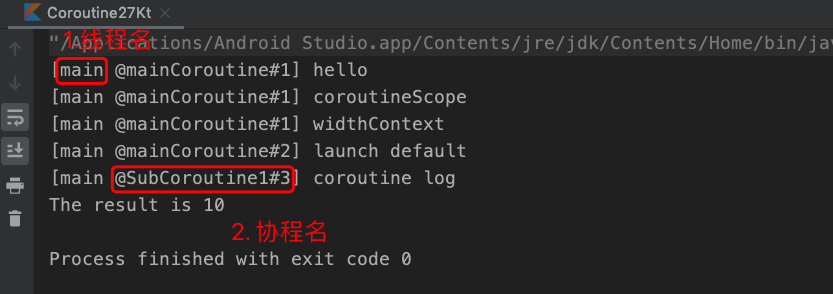 Coroutine27Kt
1.线程名
"/Applications/Android Studio.app/Contents/jre/jdk/Contents/Home/bin/jav
[main @mainCoroutine#1] hello
[main @mainCoroutine#1] coroutineScope
[main @mainCoroutine#1] widthContext
[main @mainCoroutine#2] launch default
[main @SubCoroutine1#3] coroutine log
The result is 10
2. 协程名
Process finished with exit code 0